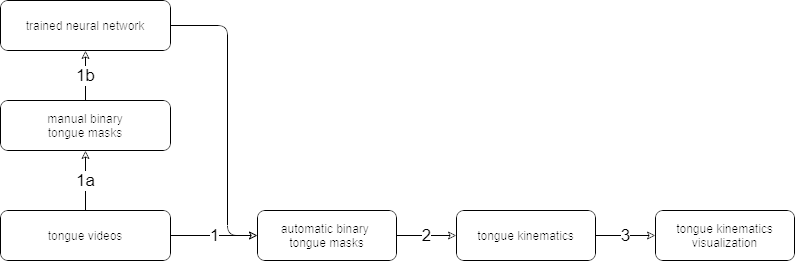 trained neural network
1b
manual binary
tongue masks
1a
tongue videos
1
automatic binary
tongue masks
2
tongue kinematics
3
tongue kinematics
visualization